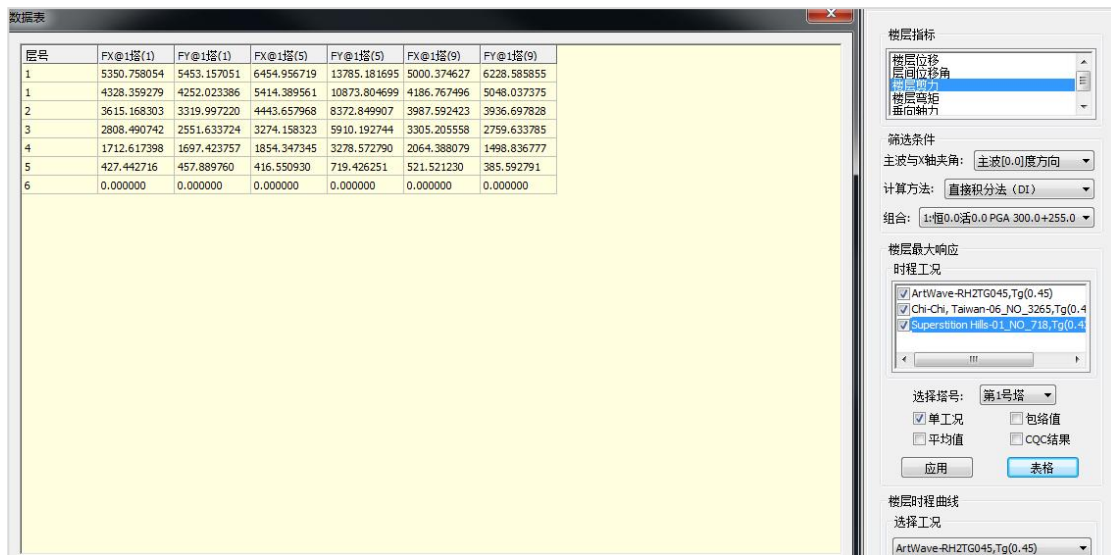 数据表
层号 FX@1塔(1) FY@1塔(1) FX@1塔(5) FY@1塔(5) FX@1塔(9) FY@1塔(9)
1 5350.758054 5453.157051 6454.956719 13785.181695 5000.374627 6228.585855
1 4328.359279 4252.023386 5414.389561 10873.804699 4186.767496 5048.037375
2 3615.168303 3319.997220 4443.657968 8372.849907 3987.592423 3936.697828
3 2808.490742 2551.633724 3274.158323 5910.192744 3305.205558 2759.633785
4 1712.617398 1697.423757 1854.347345 3278.572790 2064.388079 1498.836777
5 427.442716 457.889760 416.550930 719.426251 521.521230 385.592791
6 0.000000 0.000000 0.000000 0.000000 0.000000 0.000000
楼层指标
楼层位移
层间位移角
楼层剪力
楼层弯矩
垂向轴力
筛选条件
主波与X轴夹角: 主波[0.0]度方向
计算方法: 直接积分法(DI)
组合: 1:恒0.0活0.0 PGA 300.0+255.0
楼层最大响应
时程工况
ArtWave-RH2TG045,Tg(0.45)
Chi-Chi, Taiwan-06_NO_3265,Tg(0.4
Superstition Hills-01_NO_718,Tg(0.4
选择塔号: 第1号塔
单工况 包络值
平均值 CQC结果
应用 表格
楼层时程曲线
选择工况
ArtWave-RH2TG045,Tg(0.45)